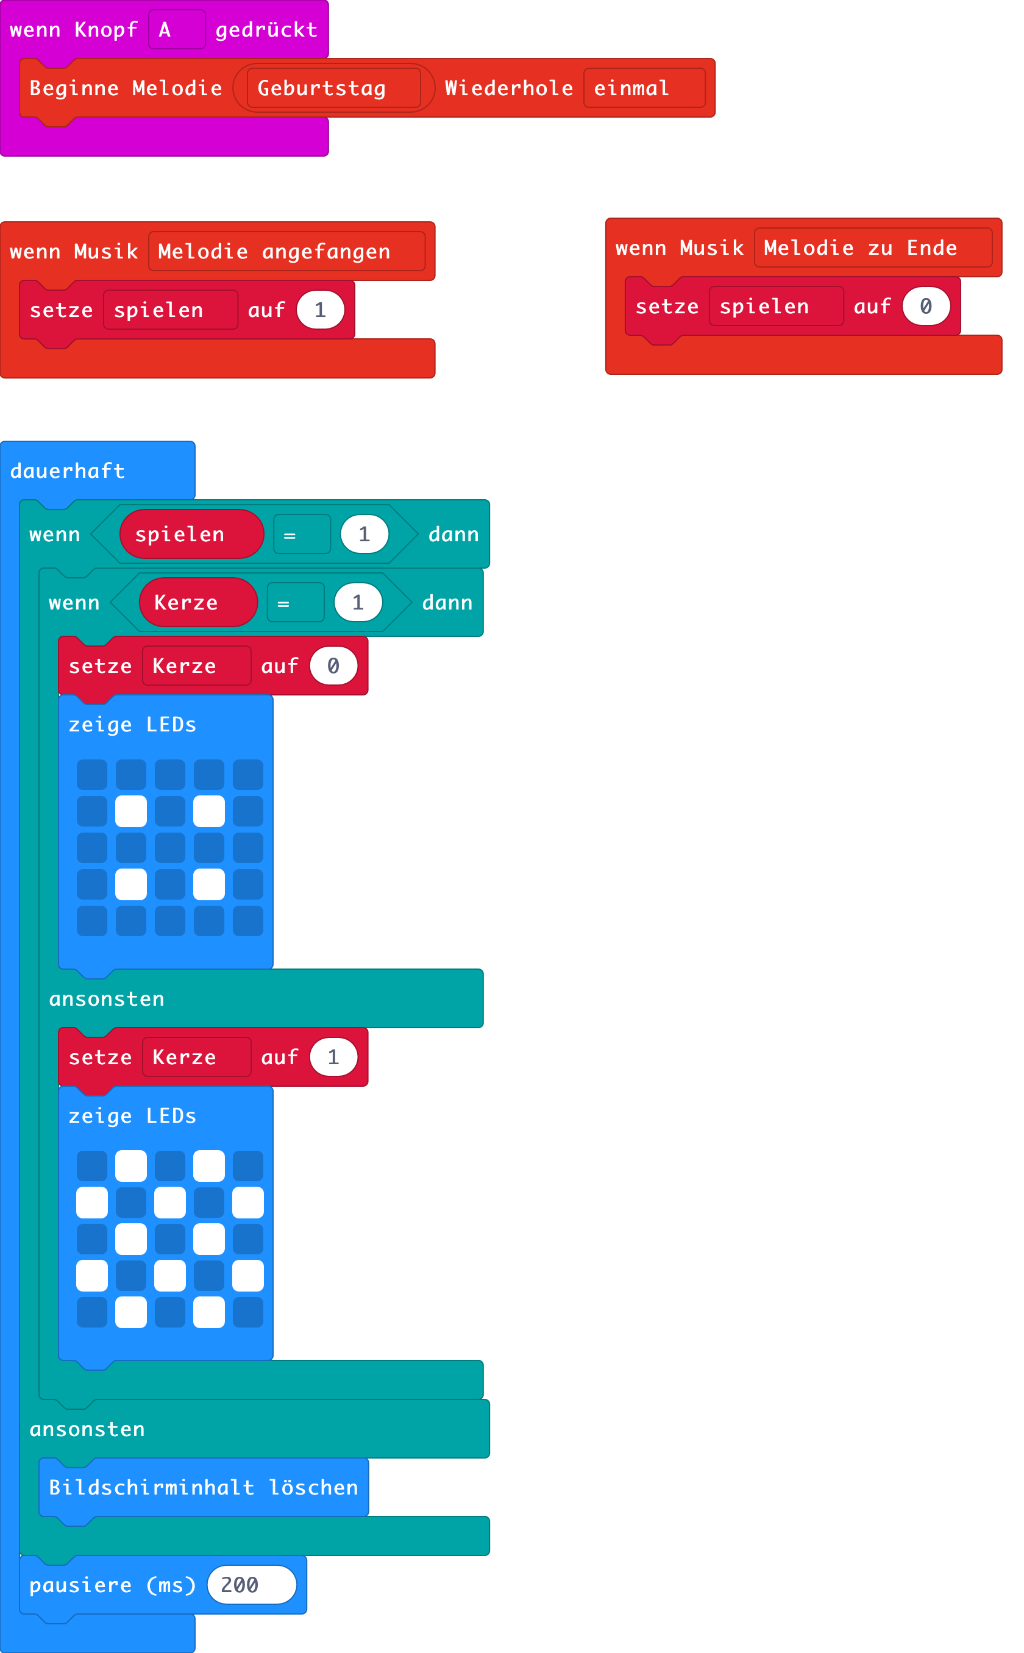 wenn Knopf A gedrückt
Beginne Melodie Geburtstag Wiederhole einmal
wenn Musik Melodie angefangen
setze spielen auf 1
wenn Musik Melodie zu Ende
setze spielen auf 0
dauerhaft
wenn spielen = 1 dann
wenn Kerze = 1 dann
setze Kerze auf 0
zeige LEDs
ansonsten
setze Kerze auf 1
zeige LEDs
ansonsten
Bildschirminhalt löschen
pausiere (ms) 200